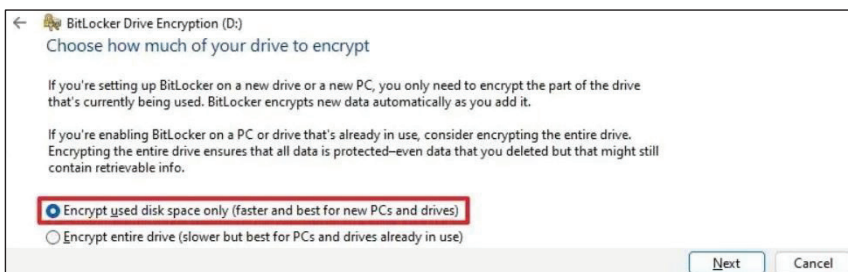 BitLocker Drive Encryption (D:)
Choose how much of your drive to encrypt
If you're setting up BitLocker on a new drive or a new PC, you only need to encrypt the part of the drive
that's currently being used. BitLocker encrypts new data automatically as you add it.
If you're enabling BitLocker on a PC or drive that's already in use, consider encrypting the entire drive.
Encrypting the entire drive ensures that all data is protected–even data that you deleted but that might still
contain retrievable info.
Encrypt used disk space only (faster and best for new PCs and drives)
Encrypt entire drive (slower but best for PCs and drives already in use)
Next Cancel